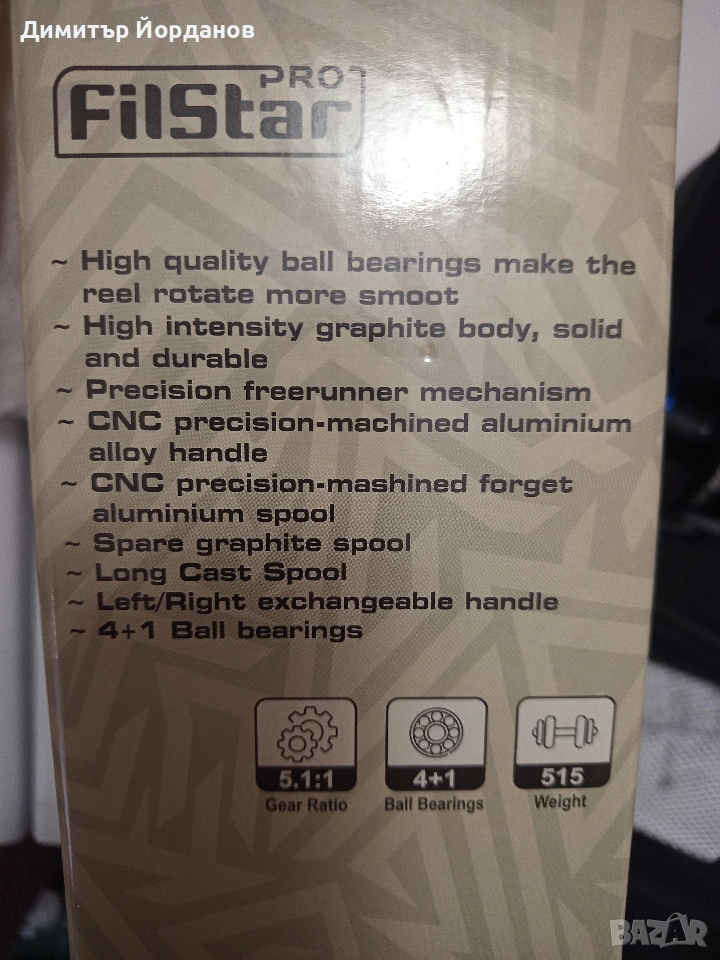 Димитър Йорданов
PRO
FilStar
~ High quality ball bearings make the
reel rotate more smoot
~ High intensity graphite body, solid
and durable
~ Precision freerunner mechanism
~ CNC precision-machined aluminium
alloy handle
~ CNC precision-mashined forget
aluminium spool
~ Spare graphite spool
~ Long Cast Spool
~ Left/Right exchangeable handle
~ 4+1 Ball bearings
5.1:1 4+1 515
Gear Ratio Ball Bearings Weight
BAZAR